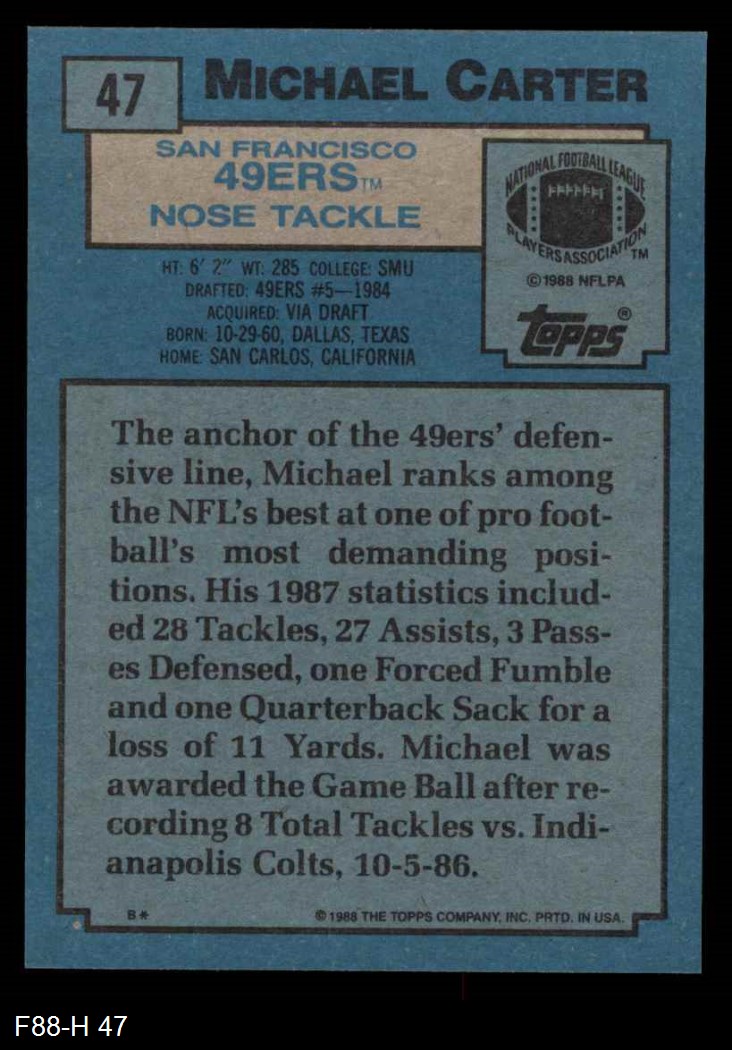 47
MICHAEL CARTER
SAN FRANCISCO
49ERS TM
NOSE TACKLE
NATIONAL FOOTBALL LEAGUE
PLAYERS ASSOCIATION TM
©1988 NFLPA
topps®
HT: 6' 2" WT: 285 COLLEGE: SMU
DRAFTED: 49ERS #5—1984
ACQUIRED: VIA DRAFT
BORN: 10-29-60, DALLAS, TEXAS
HOME: SAN CARLOS, CALIFORNIA
The anchor of the 49ers' defen-
sive line, Michael ranks among
the NFL's best at one of pro foot-
ball's most demanding posi-
tions. His 1987 statistics includ-
ed 28 Tackles, 27 Assists, 3 Pass-
es Defensed, one Forced Fumble
and one Quarterback Sack for a
loss of 11 Yards. Michael was
awarded the Game Ball after re-
cording 8 Total Tackles vs. Indi-
anapolis Colts, 10-5-86.
B* ©1988 THE TOPPS COMPANY, INC. PRTD. IN USA.
F88-H 47